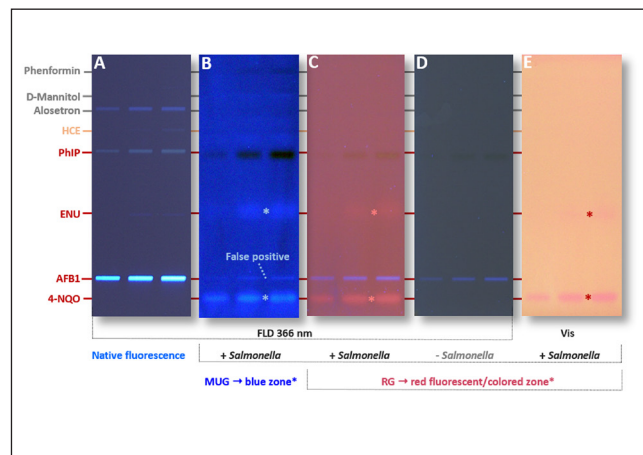 A B C D E
Phenformin
D-Mannitol
Alosetron
HCE
PhIP
ENU
*
*
*
False positive
AFB1
4-NQO
*
*
*
FLD 366 nm
Vis
Native fluorescence
+ Salmonella
+ Salmonella
- Salmonella
+ Salmonella
MUG → blue zone*
RG → red fluorescent/colored zone*